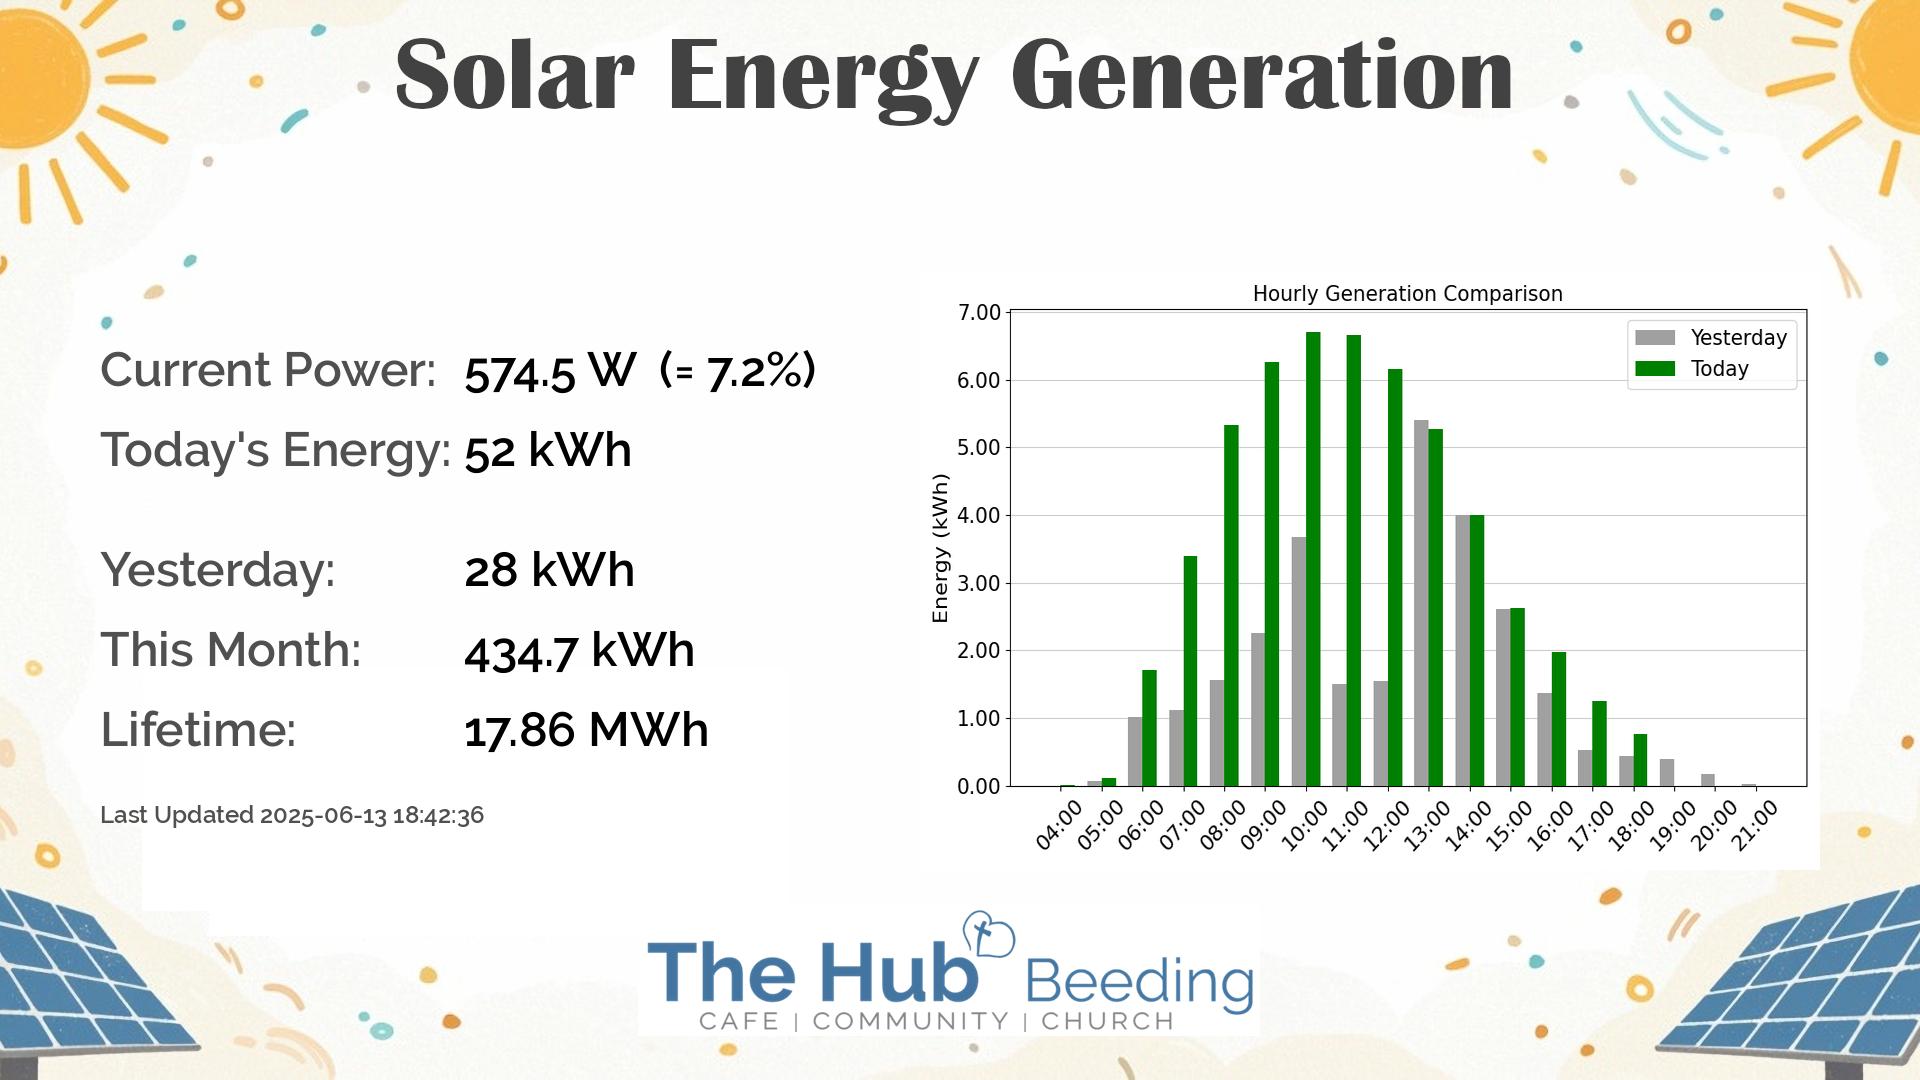 Solar Energy Generation
Current Power: 574.5 W (= 7.2%)
Today's Energy: 52 kWh
Yesterday: 28 kWh
This Month: 434.7 kWh
Lifetime: 17.86 MWh
Last Updated 2025-06-13 18:42:36
Hourly Generation Comparison
Yesterday
Today
Energy (kWh)
7.00
6.00
5.00
4.00
3.00
2.00
1.00
0.00
04:00 05:00 06:00 07:00 08:00 09:00 10:00 11:00 12:00 13:00 14:00 15:00 16:00 17:00 18:00 19:00 20:00 21:00
The Hub Beeding
CAFE | COMMUNITY | CHURCH